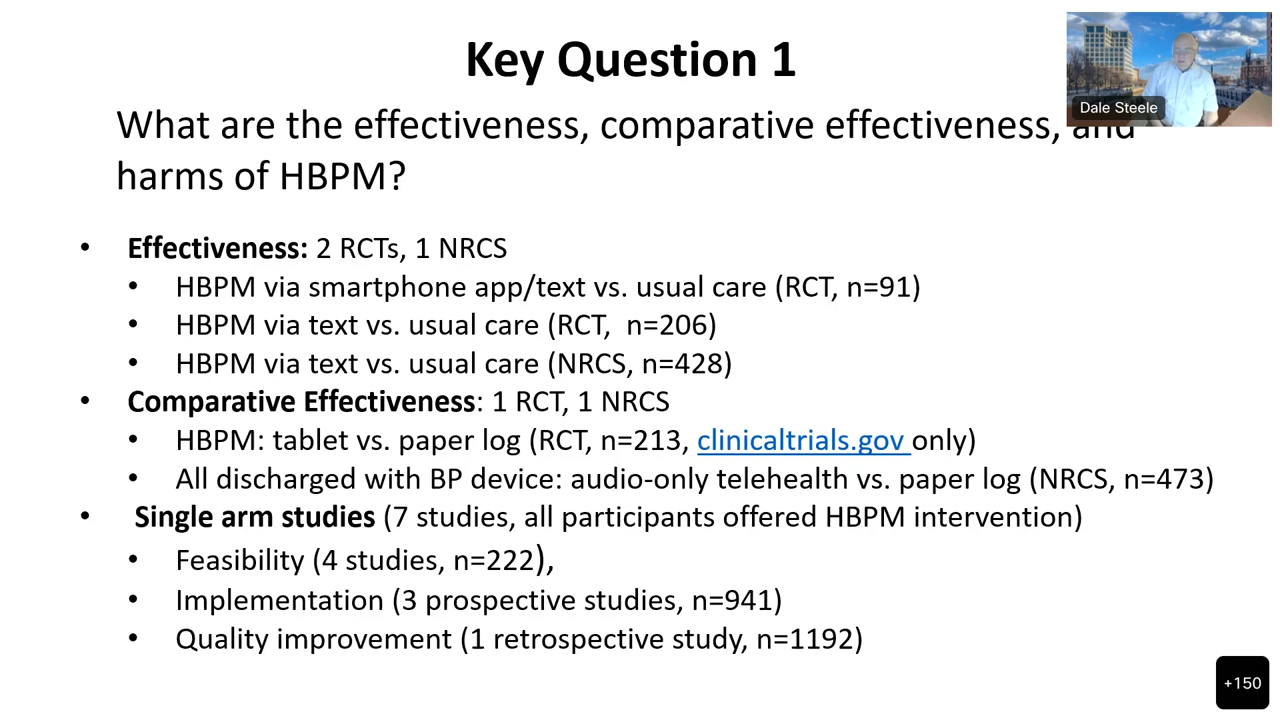 Key Question 1
Dale Steele
What are the effectiveness, comparative effectiveness, and
harms of HBPM?
• Effectiveness: 2 RCTs, 1 NRCS
• HBPM via smartphone app/text vs. usual care (RCT, n=91)
• HBPM via text vs. usual care (RCT,  n=206)
• HBPM via text vs. usual care (NRCS, n=428)
• Comparative Effectiveness: 1 RCT, 1 NRCS
• HBPM: tablet vs. paper log (RCT, n=213, clinicaltrials.gov only)
• All discharged with BP device: audio-only telehealth vs. paper log (NRCS, n=473)
• Single arm studies (7 studies, all participants offered HBPM intervention)
• Feasibility (4 studies, n=222),
• Implementation (3 prospective studies, n=941)
• Quality improvement (1 retrospective study, n=1192)
+150